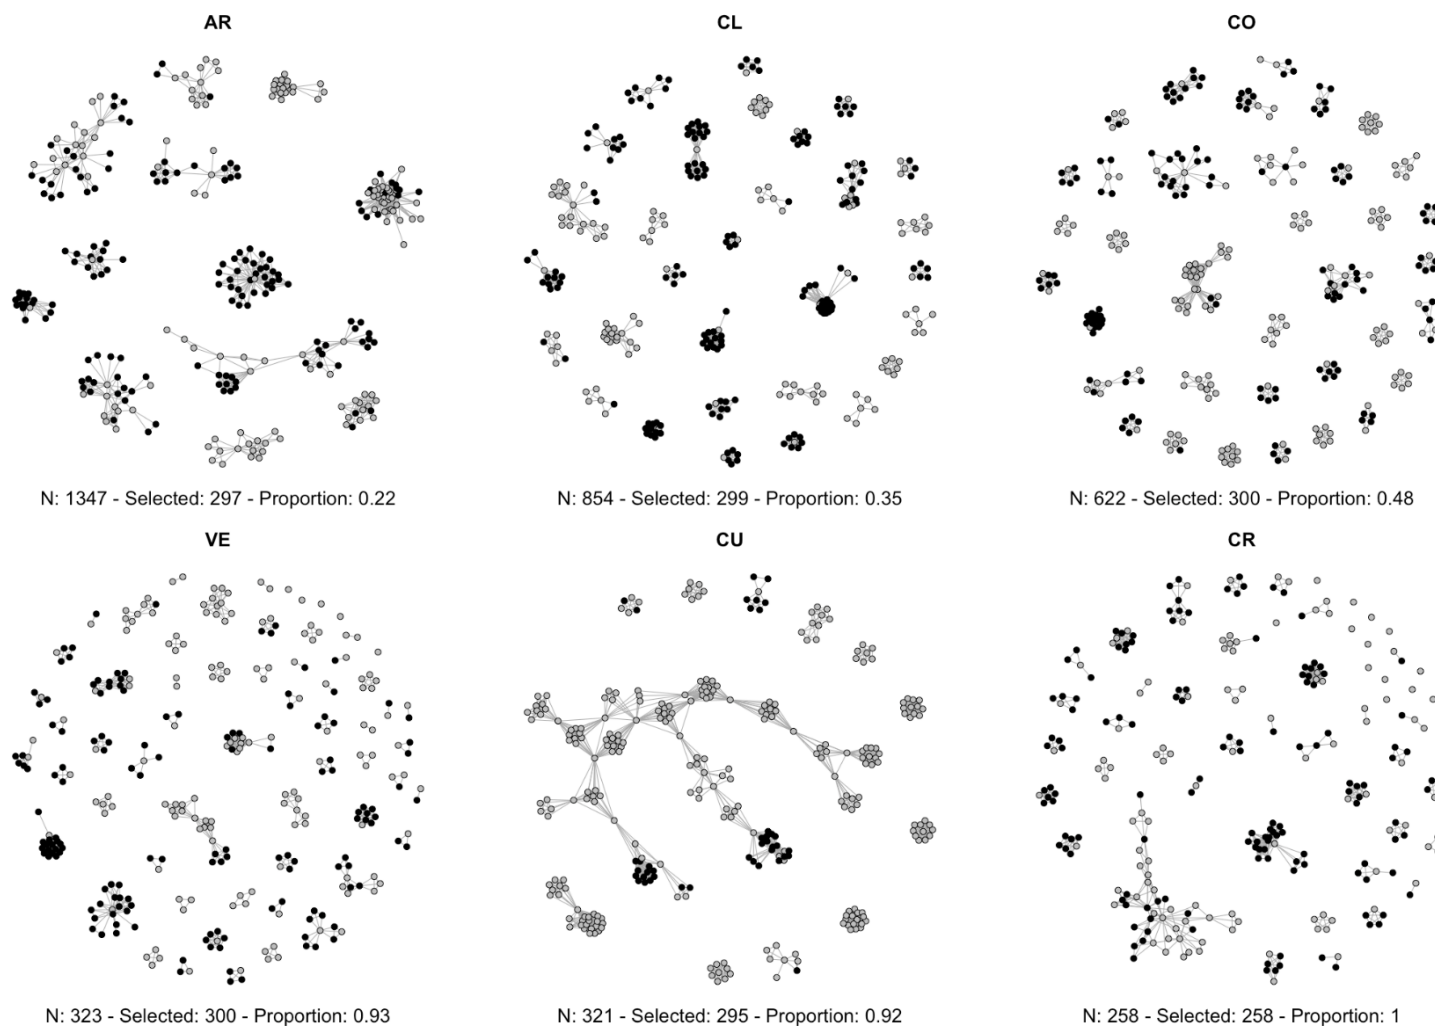 AR
CL
CO
N: 1347 - Selected: 297 - Proportion: 0.22
N: 854 - Selected: 299 - Proportion: 0.35
N: 622 - Selected: 300 - Proportion: 0.48
VE
CU
CR
N: 323 - Selected: 300 - Proportion: 0.93
N: 321 - Selected: 295 - Proportion: 0.92
N: 258 - Selected: 258 - Proportion: 1